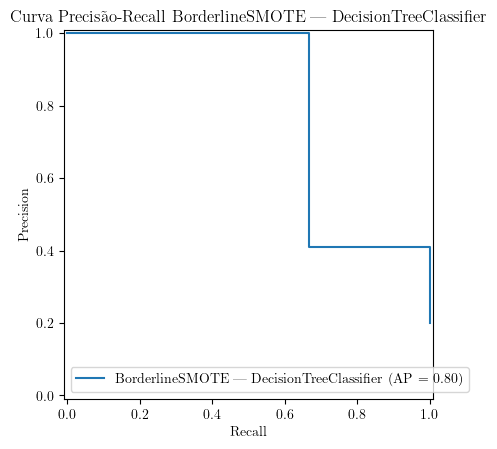 Curva Precisão-Recall BorderlineSMOTE — DecisionTreeClassifier
1.0
0.8
0.6
0.4
0.2
0.0
Precision
BorderlineSMOTE — DecisionTreeClassifier (AP = 0.80)
0.0 0.2 0.4 0.6 0.8 1.0
Recall